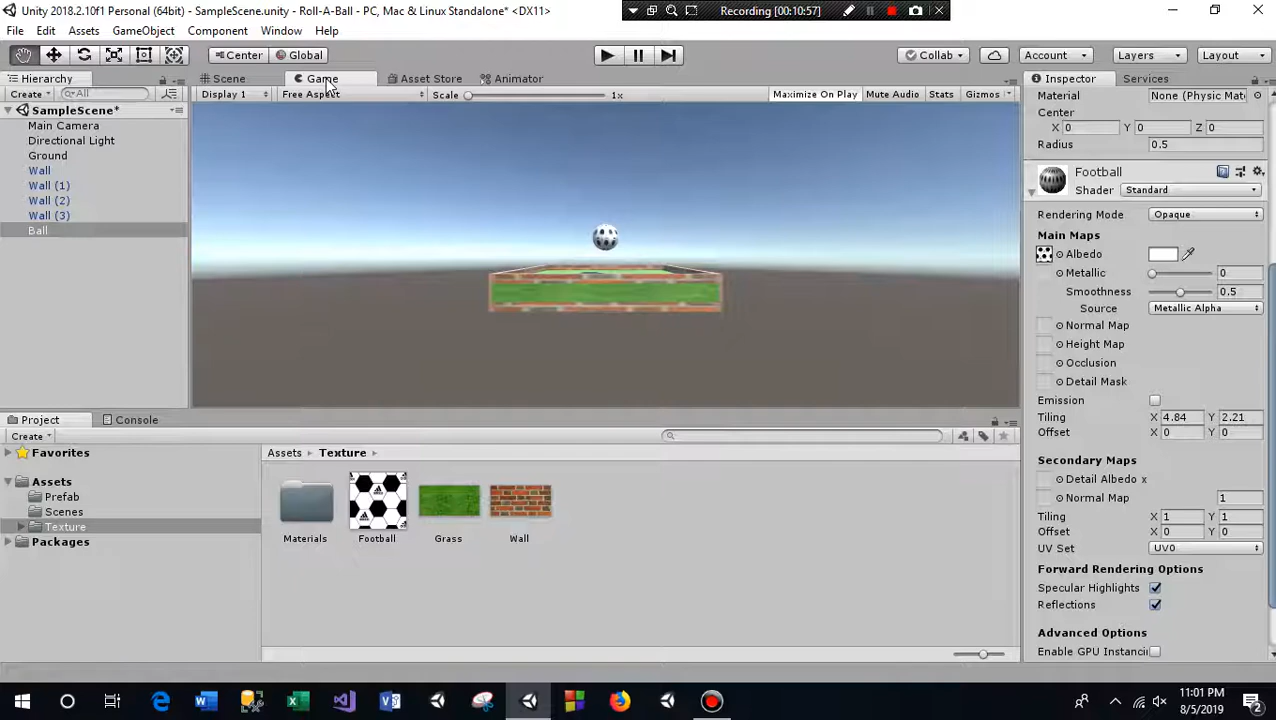 Unity 2018.2.10f1 Personal (64bit) - SampleScene.unity - Roll-A-Ball - PC, Mac & Linux Standalone* <DX11>
Recording [00:10:57]
File Edit Assets GameObject Component Window Help
Center Global
Collab Account Layers Layout
Hierarchy
Scene Game Asset Store Animator
Inspector Services
Create All
Display 1 Free Aspect Scale 1x Maximize On Play Mute Audio Stats Gizmos
Material None (Physic Mat
SampleScene*
Main Camera
Directional Light
Ground
Wall
Wall (1)
Wall (2)
Wall (3)
Ball
Center
X 0 Y 0 Z 0
Radius 0.5
Football
Shader Standard
Rendering Mode Opaque
Main Maps
Albedo
Metallic 0
Smoothness 0.5
Source Metallic Alpha
Normal Map
Height Map
Occlusion
Detail Mask
Emission
Tiling X 4.84 Y 2.21
Offset X 0 Y 0
Secondary Maps
Detail Albedo x
Normal Map 1
Tiling X 1 Y 1
Offset X 0 Y 0
UV Set UV0
Forward Rendering Options
Specular Highlights
Reflections
Advanced Options
Enable GPU Instanci
Project Console
Create
Favorites
Assets
Prefab
Scenes
Texture
Packages
Assets Texture
Materials Football Grass Wall
11:01 PM
8/5/2019
2